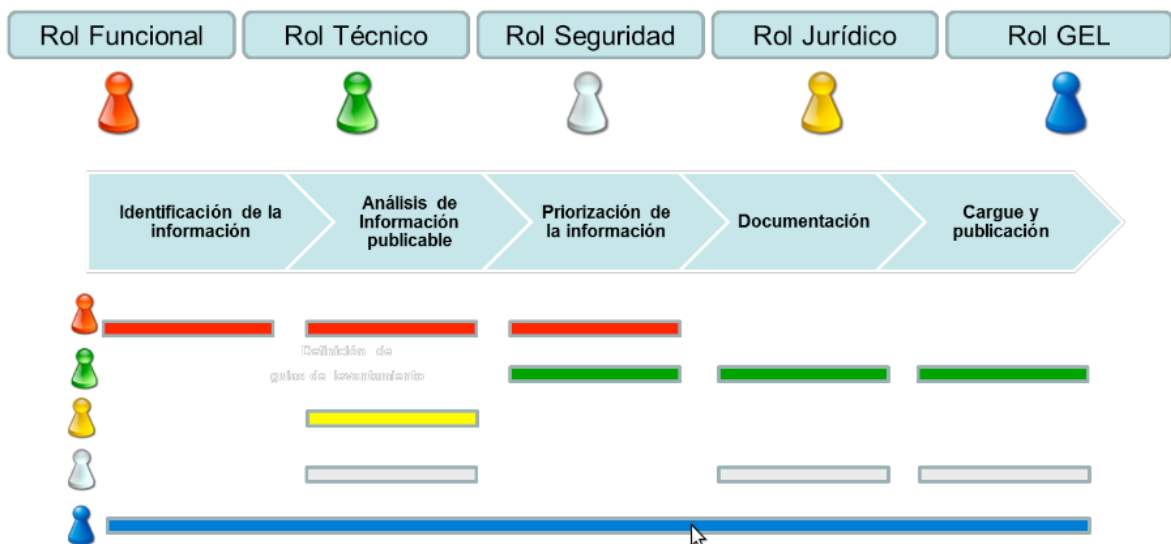 Rol Funcional
Rol Técnico
Rol Seguridad
Rol Jurídico
Rol GEL
Identificación de la
información
Análisis de
Información
publicable
Priorización de
la información
Documentación
Cargue y
publicación
Definición de
guías de levantamiento